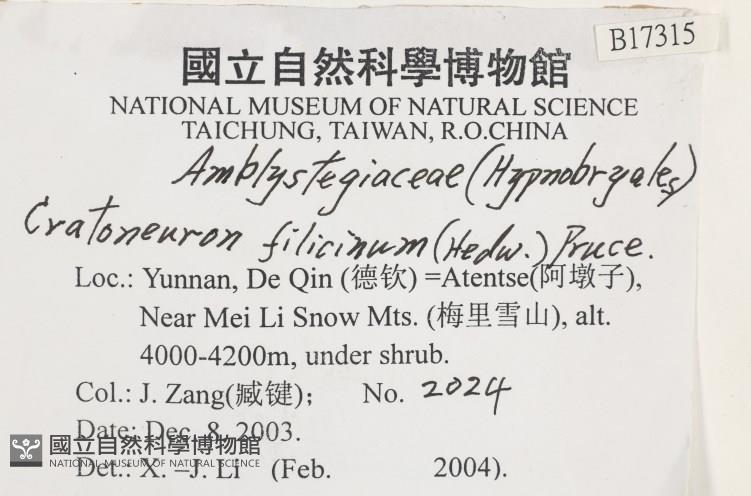 B17315
國立自然科學博物館
NATIONAL MUSEUM OF NATURAL SCIENCE
TAICHUNG, TAIWAN, R.O.CHINA
Amblystegiaceae (Hypnobryales)
Cratoneuron filicinum (Hedw.) Pruce.
Loc.: Yunnan, De Qin (德钦) =Atentse(阿墩子),
Near Mei Li Snow Mts. (梅里雪山), alt.
4000-4200m, under shrub.
Col.: J. Zang(臧键); No. 2024
Date: Dec. 8, 2003.
國立自然科學博物館
NATIONAL MUSEUM OF NATURAL SCIENCE
Det.: X. –J. LI (Feb. 2004).